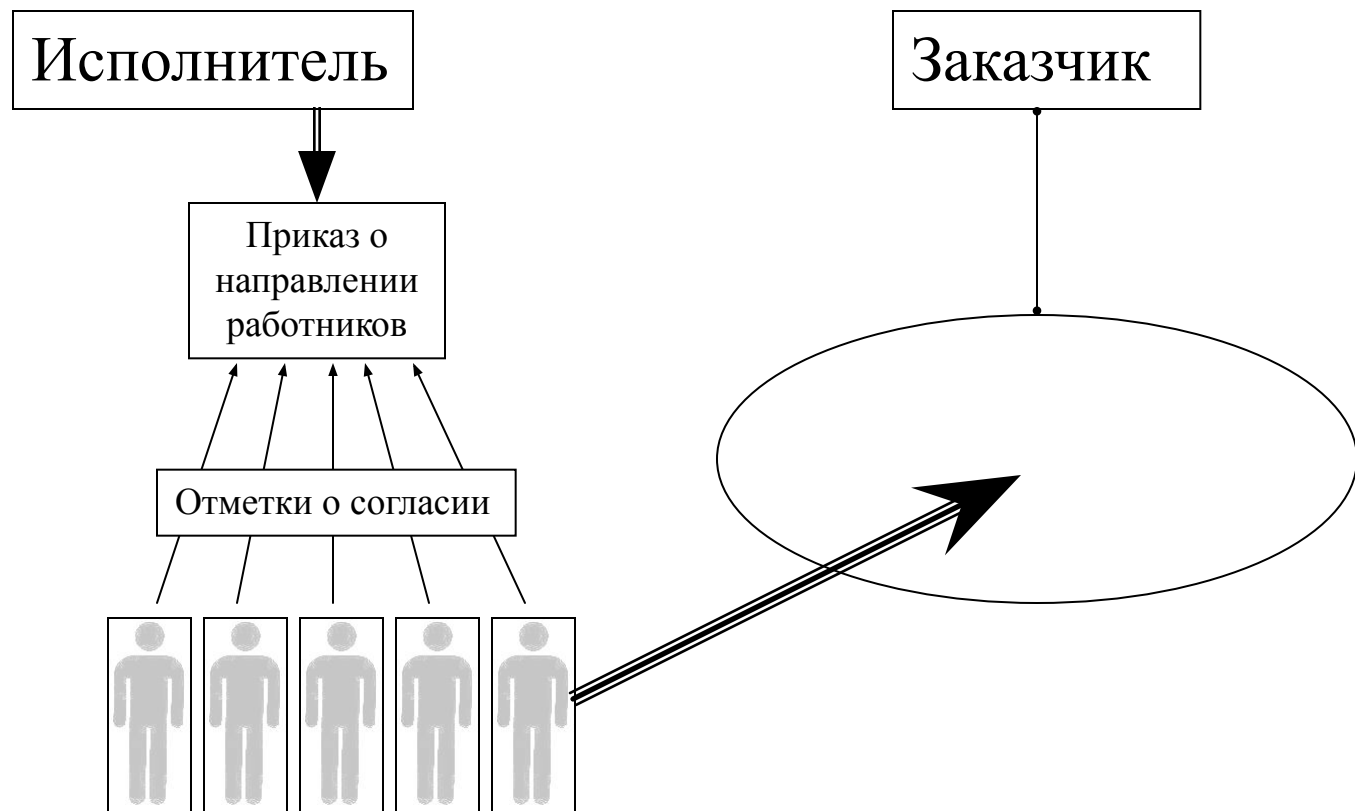 Исполнитель
Заказчик
Приказ о
направлении
работников
Отметки о согласии